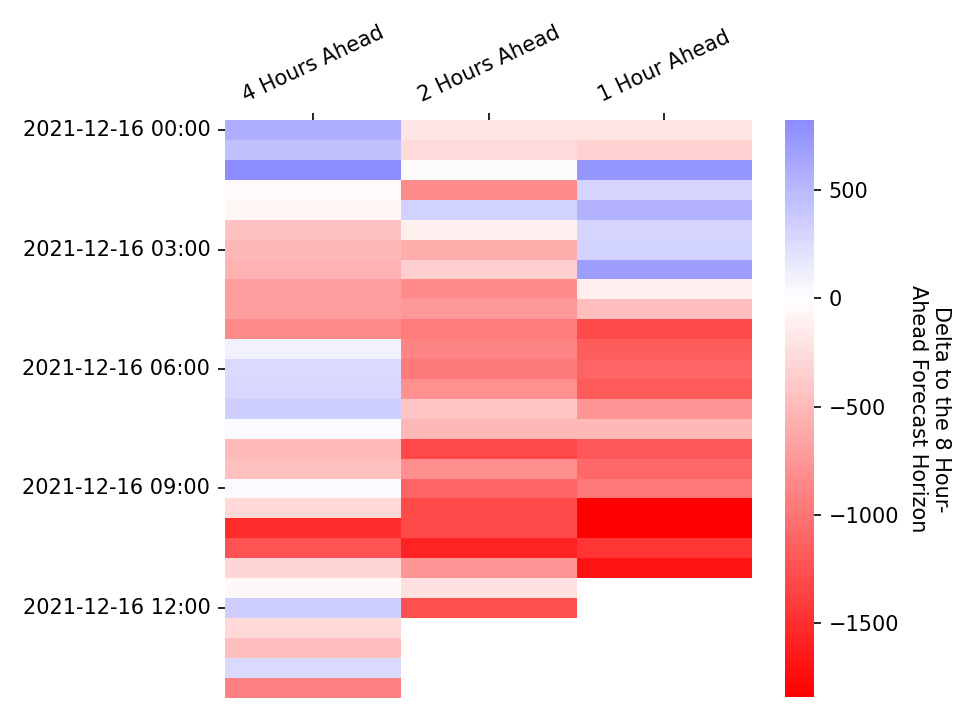 4 Hours Ahead
2 Hours Ahead
1 Hour Ahead
2021-12-16 00:00
2021-12-16 03:00
2021-12-16 06:00
2021-12-16 09:00
2021-12-16 12:00
500
0
−500
−1000
−1500
Delta to the 8 Hour-
Ahead Forecast Horizon